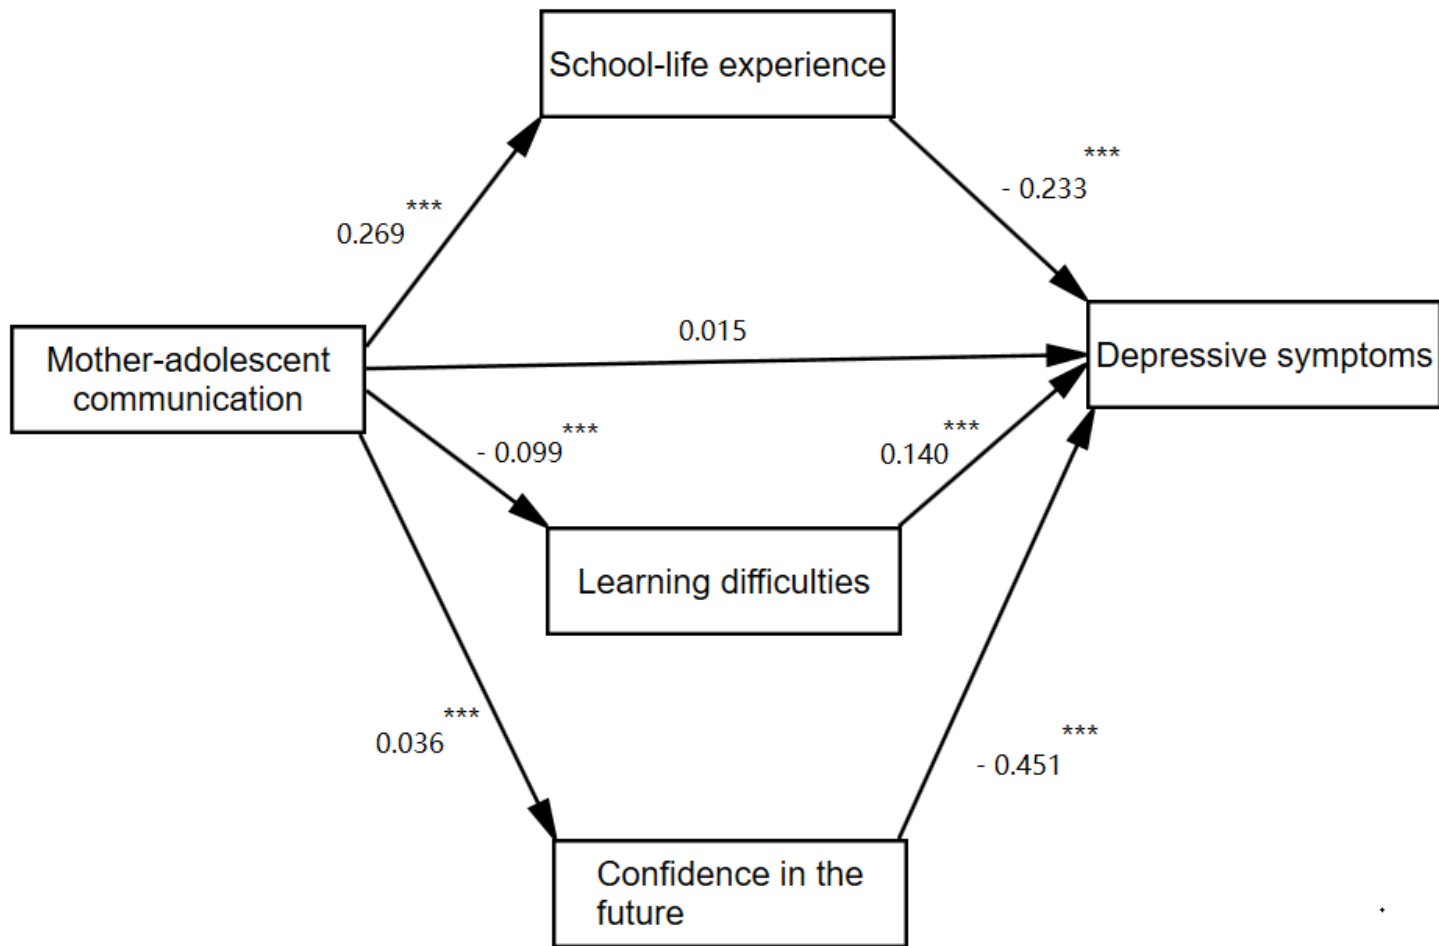 School-life experience
***
- 0.233
***
0.269
0.015
Mother-adolescent
communication
Depressive symptoms
***
- 0.099
***
0.140
Learning difficulties
***
0.036
***
- 0.451
Confidence in the
future